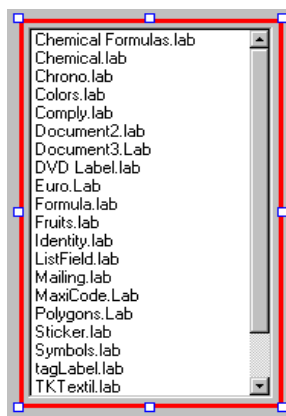 Chemical Formulas.lab
Chemical.lab
Chrono.lab
Colors.lab
Comply.lab
Document2.lab
Document3.Lab
DVD Label.lab
Euro.Lab
Formula.lab
Fruits.lab
Identity.lab
ListField.lab
Mailing.lab
MaxiCode.Lab
Polygons.Lab
Sticker.lab
Symbols.lab
tagLabel.lab
TKTextil.lab